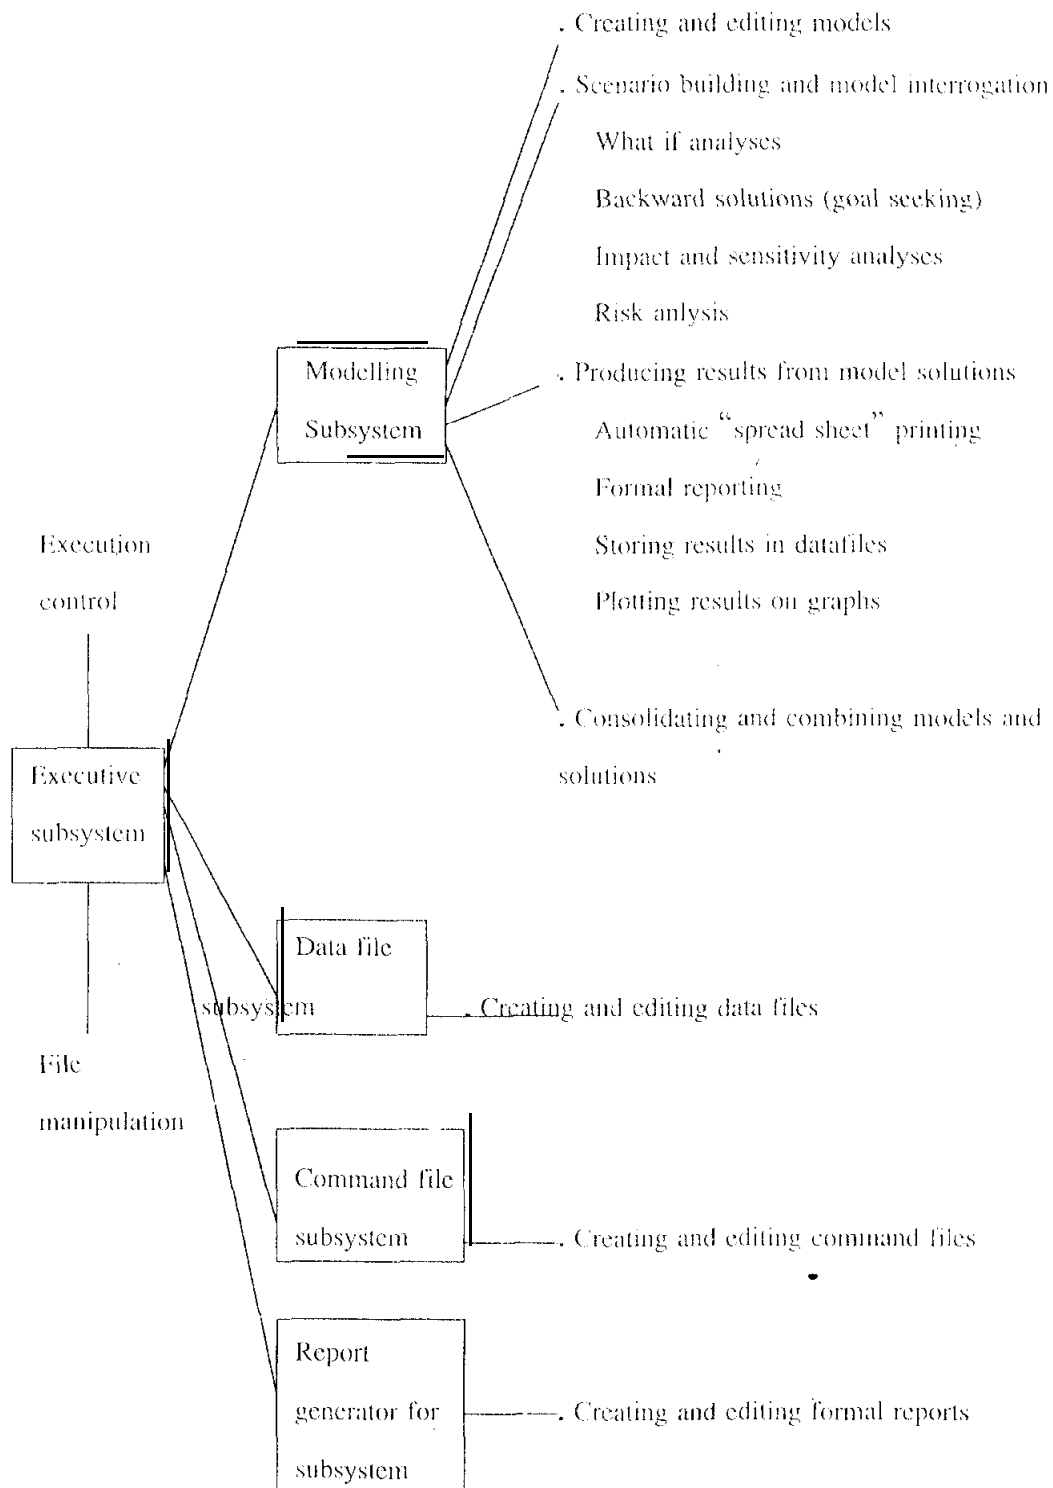 . Creating and editing models
. Scenario building and model interrogation
What if analyses
Backward solutions (goal seeking)
Impact and sensitivity analyses
Risk anlysis
Modelling
Subsystem
. Producing results from model solutions
Automatic “spread sheet” printing
Formal reporting
Storing results in datafiles
Plotting results on graphs
. Consolidating and combining models and
solutions
Execution
control
Executive
subsystem
File
manipulation
Data file
subsystem
. Creating and editing data files
Command file
subsystem
. Creating and editing command files
Report
generator for
subsystem
. Creating and editing formal reports